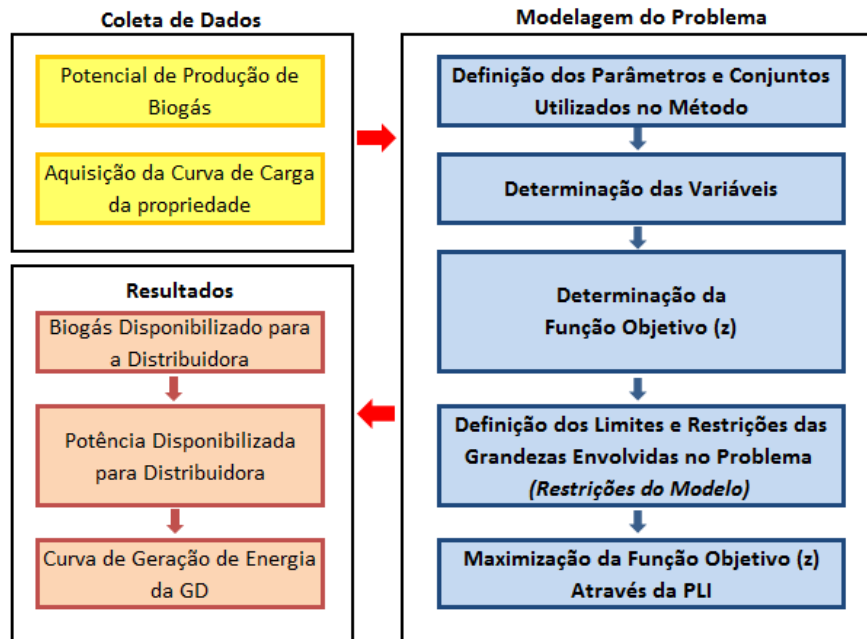 Coleta de Dados
Potencial de Produção de
Biogás
Aquisição da Curva de Carga
da propriedade
Modelagem do Problema
Definição dos Parâmetros e Conjuntos
Utilizados no Método
Determinação das Variáveis
Determinação da
Função Objetivo (z)
Definição dos Limites e Restrições das
Grandezas Envolvidas no Problema
(Restrições do Modelo)
Maximização da Função Objetivo (z)
Através da PLI
Resultados
Biogás Disponibilizado para
a Distribuidora
Potência Disponibilizada
para Distribuidora
Curva de Geração de Energia
da GD